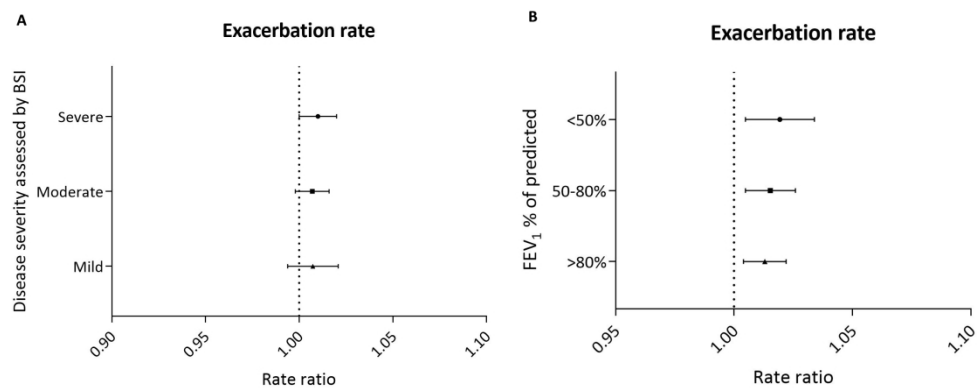 A
Exacerbation rate
Disease severity assessed by BSI
Severe
Moderate
Mild
0.90
0.95
1.00
1.05
1.10
Rate ratio
B
Exacerbation rate
FEV₁ % of predicted
<50%
50-80%
>80%
0.95
1.00
1.05
1.10
Rate ratio